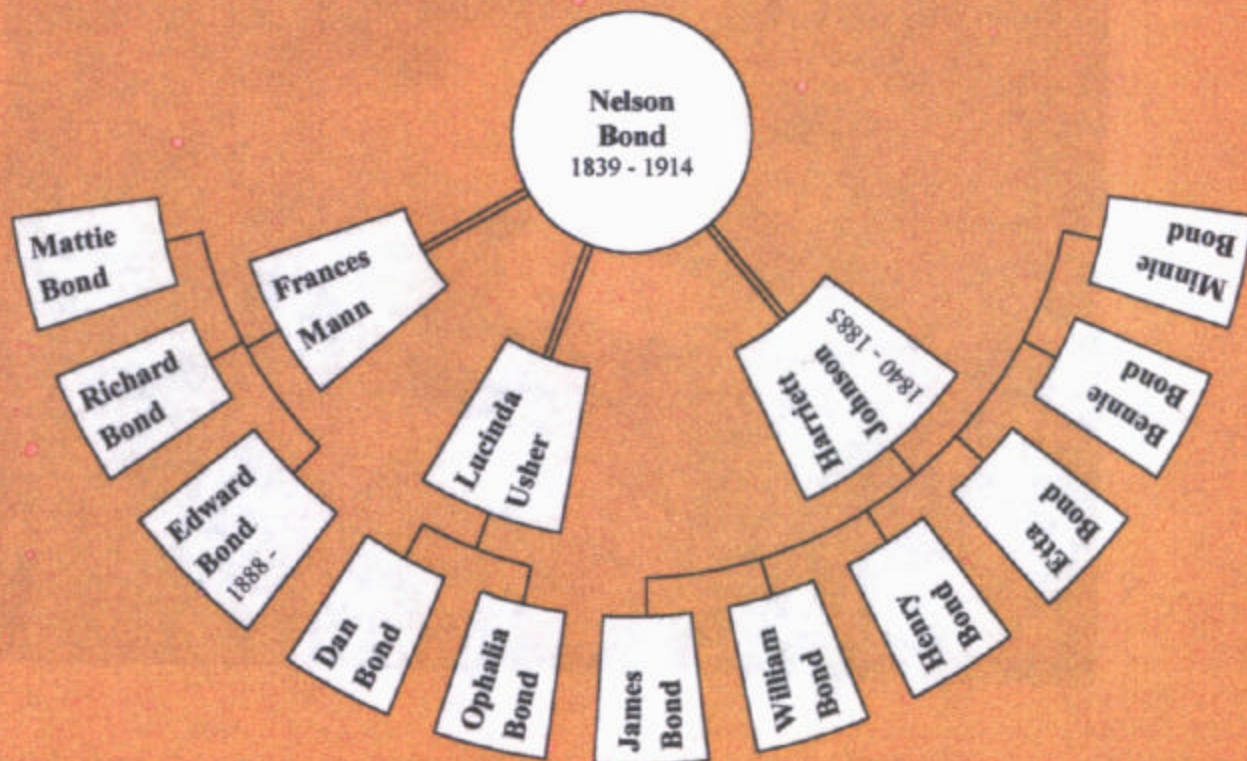 Nelson
Bond
1839 - 1914
Mattie
Bond
Frances
Mann
Richard
Bond
Edward
Bond
1888 -
Lucinda
Usher
Dan
Bond
Ophalia
Bond
Harriett
Johnson
1840 - 1885
James
Bond
William
Bond
Henry
Bond
Etta
Bond
Bennie
Bond
Minnie
Bond